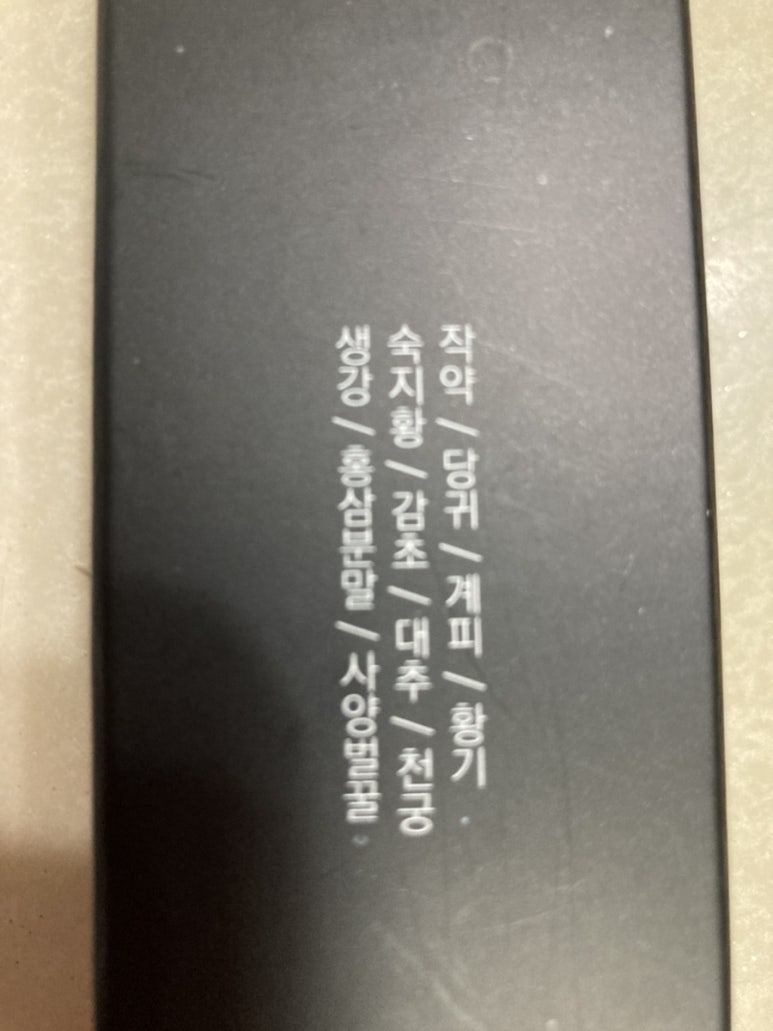 작약 / 당귀 / 계피 / 황기
숙지황 / 감초 / 대추 / 천궁
생강 / 홍삼분말 / 사양벌꿀